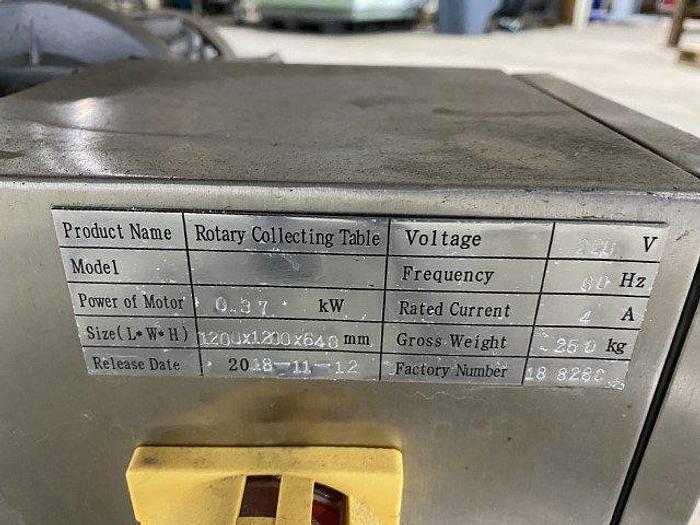 Product Name Rotary Collecting Table Voltage 220 V
Model Frequency 60 Hz
Power of Motor 0.37 kW Rated Current 4 A
Size(L*W*H) 1200x1200x640 mm Gross Weight 250 kg
Release Date 2018-11-12 Factory Number